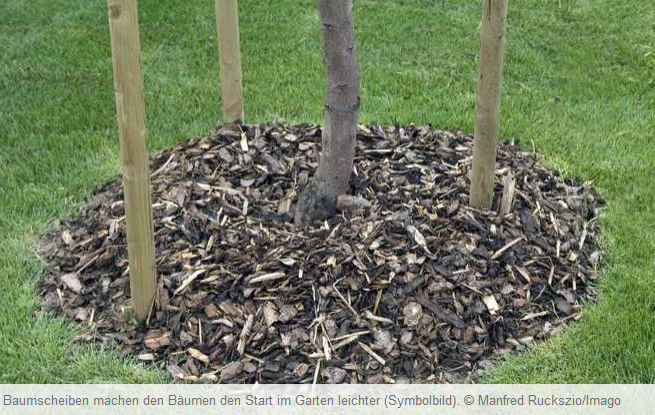 Baumscheiben machen den Bäumen den Start im Garten leichter (Symbolbild). © Manfred Ruckszio/Imago